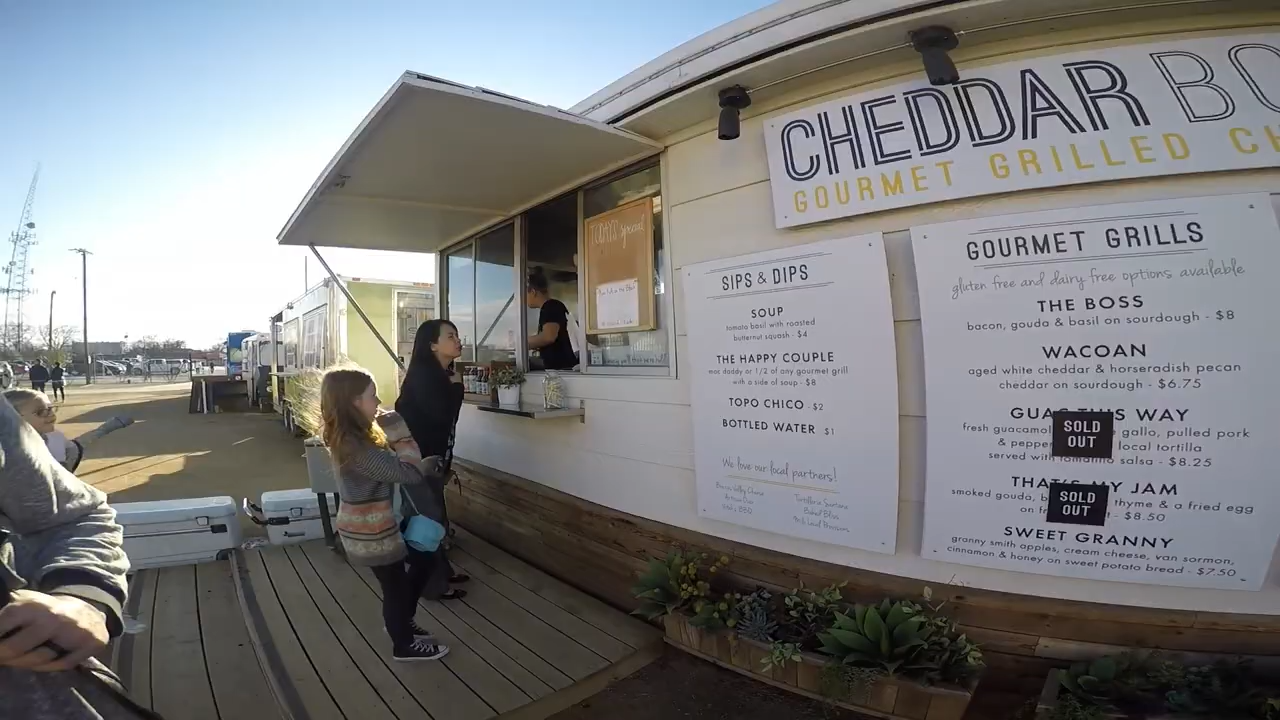 CHEDDAR BO
GOURMET GRILLED CH
TODAY'S special
SIPS & DIPS
SOUP
tomato basil with roasted
butternut squash - $4
THE HAPPY COUPLE
mac daddy or 1/2 of any gourmet grill
with a side of soup - $8
TOPO CHICO - $2
BOTTLED WATER $1
We love our local partners!
GOURMET GRILLS
gluten free and dairy free options available
THE BOSS
bacon, gouda & basil on sourdough - $8
WACOAN
aged white cheddar & horseradish pecan
cheddar on sourdough - $6.75
GUAC THIS WAY
fresh guacamol gallo, pulled pork
& pepper local tortilla
served with salsa - $8.25
SOLD
OUT
THAT'S MY JAM
smoked gouda, b thyme & a fried egg
on - $8.50
SOLD
OUT
SWEET GRANNY
granny smith apples, cream cheese, van sormon,
cinnamon & honey on sweet potato bread - $7.50